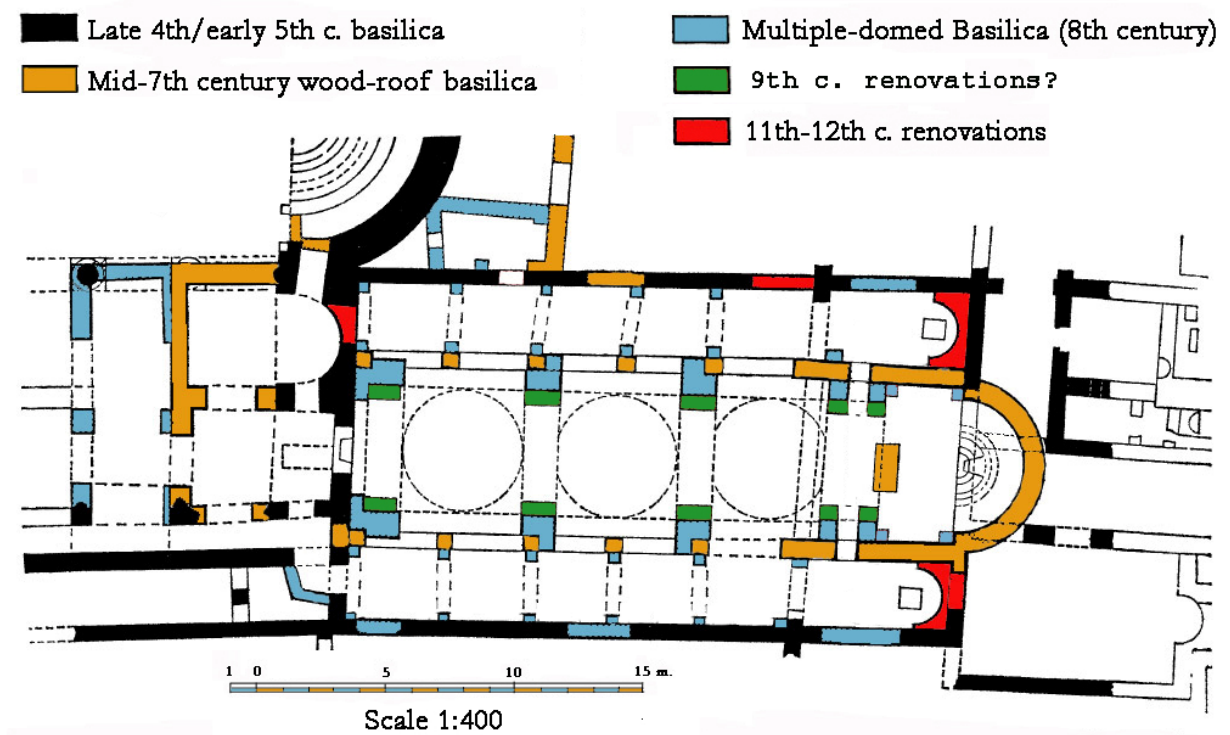 Late 4th/early 5th c. basilica
Mid-7th century wood-roof basilica
Multiple-domed Basilica (8th century)
9th c. renovations?
11th-12th c. renovations
1 0 5 10 15 m.
Scale 1:400